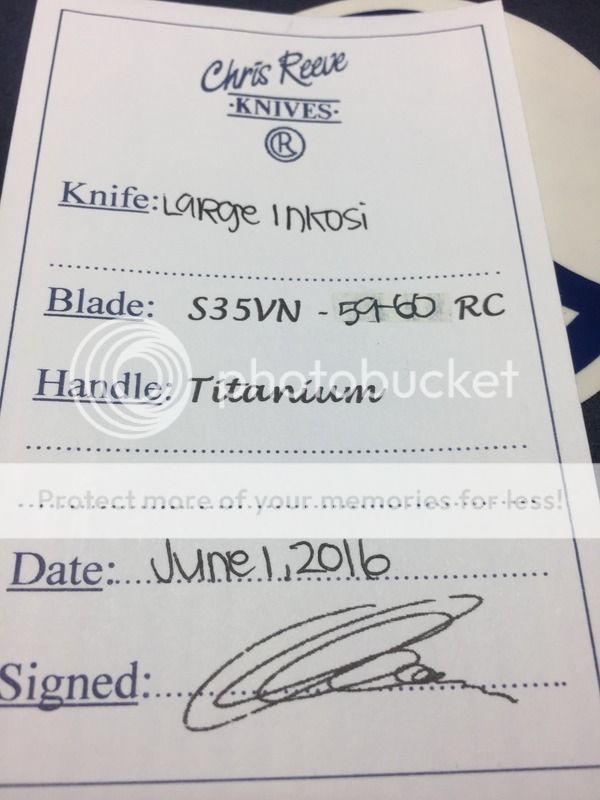 Chris Reeve
·KNIVES·
®
Knife: Large Inkosi
Blade: S35VN - 59-60 RC
Handle: Titanium
photobucket
Protect more of your memories for less!
Date: June 1, 2016
Signed: